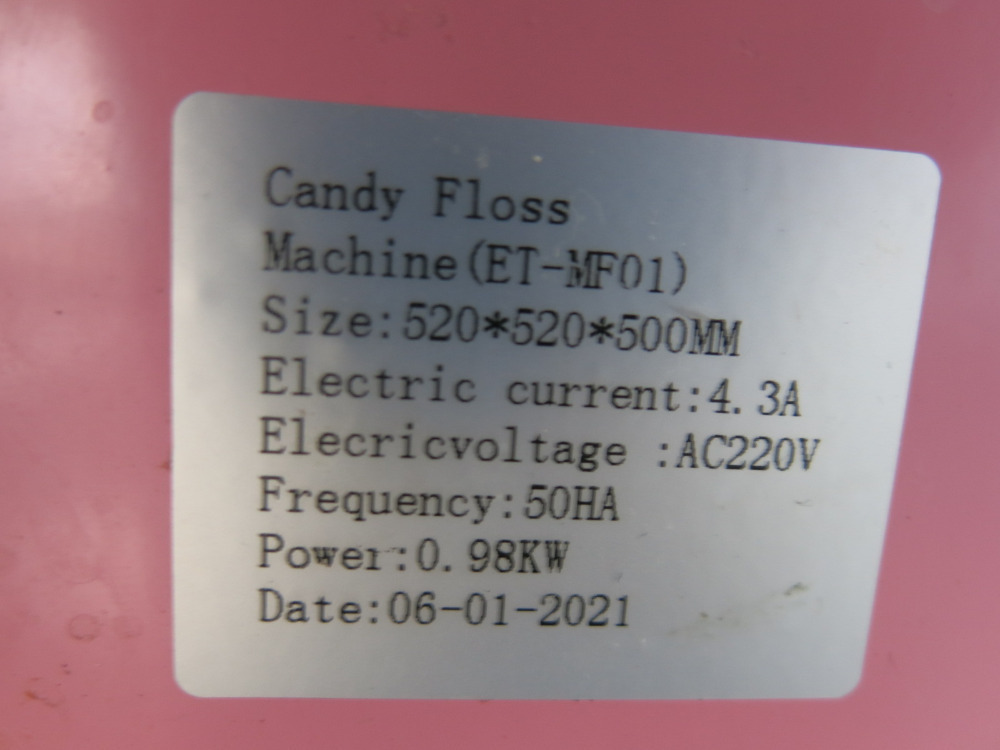 Candy Floss
Machine(ET-MF01)
Size:520*520*500MM
Electric current:4.3A
Elecricvoltage :AC220V
Frequency:50HA
Power:0.98KW
Date:06-01-2021